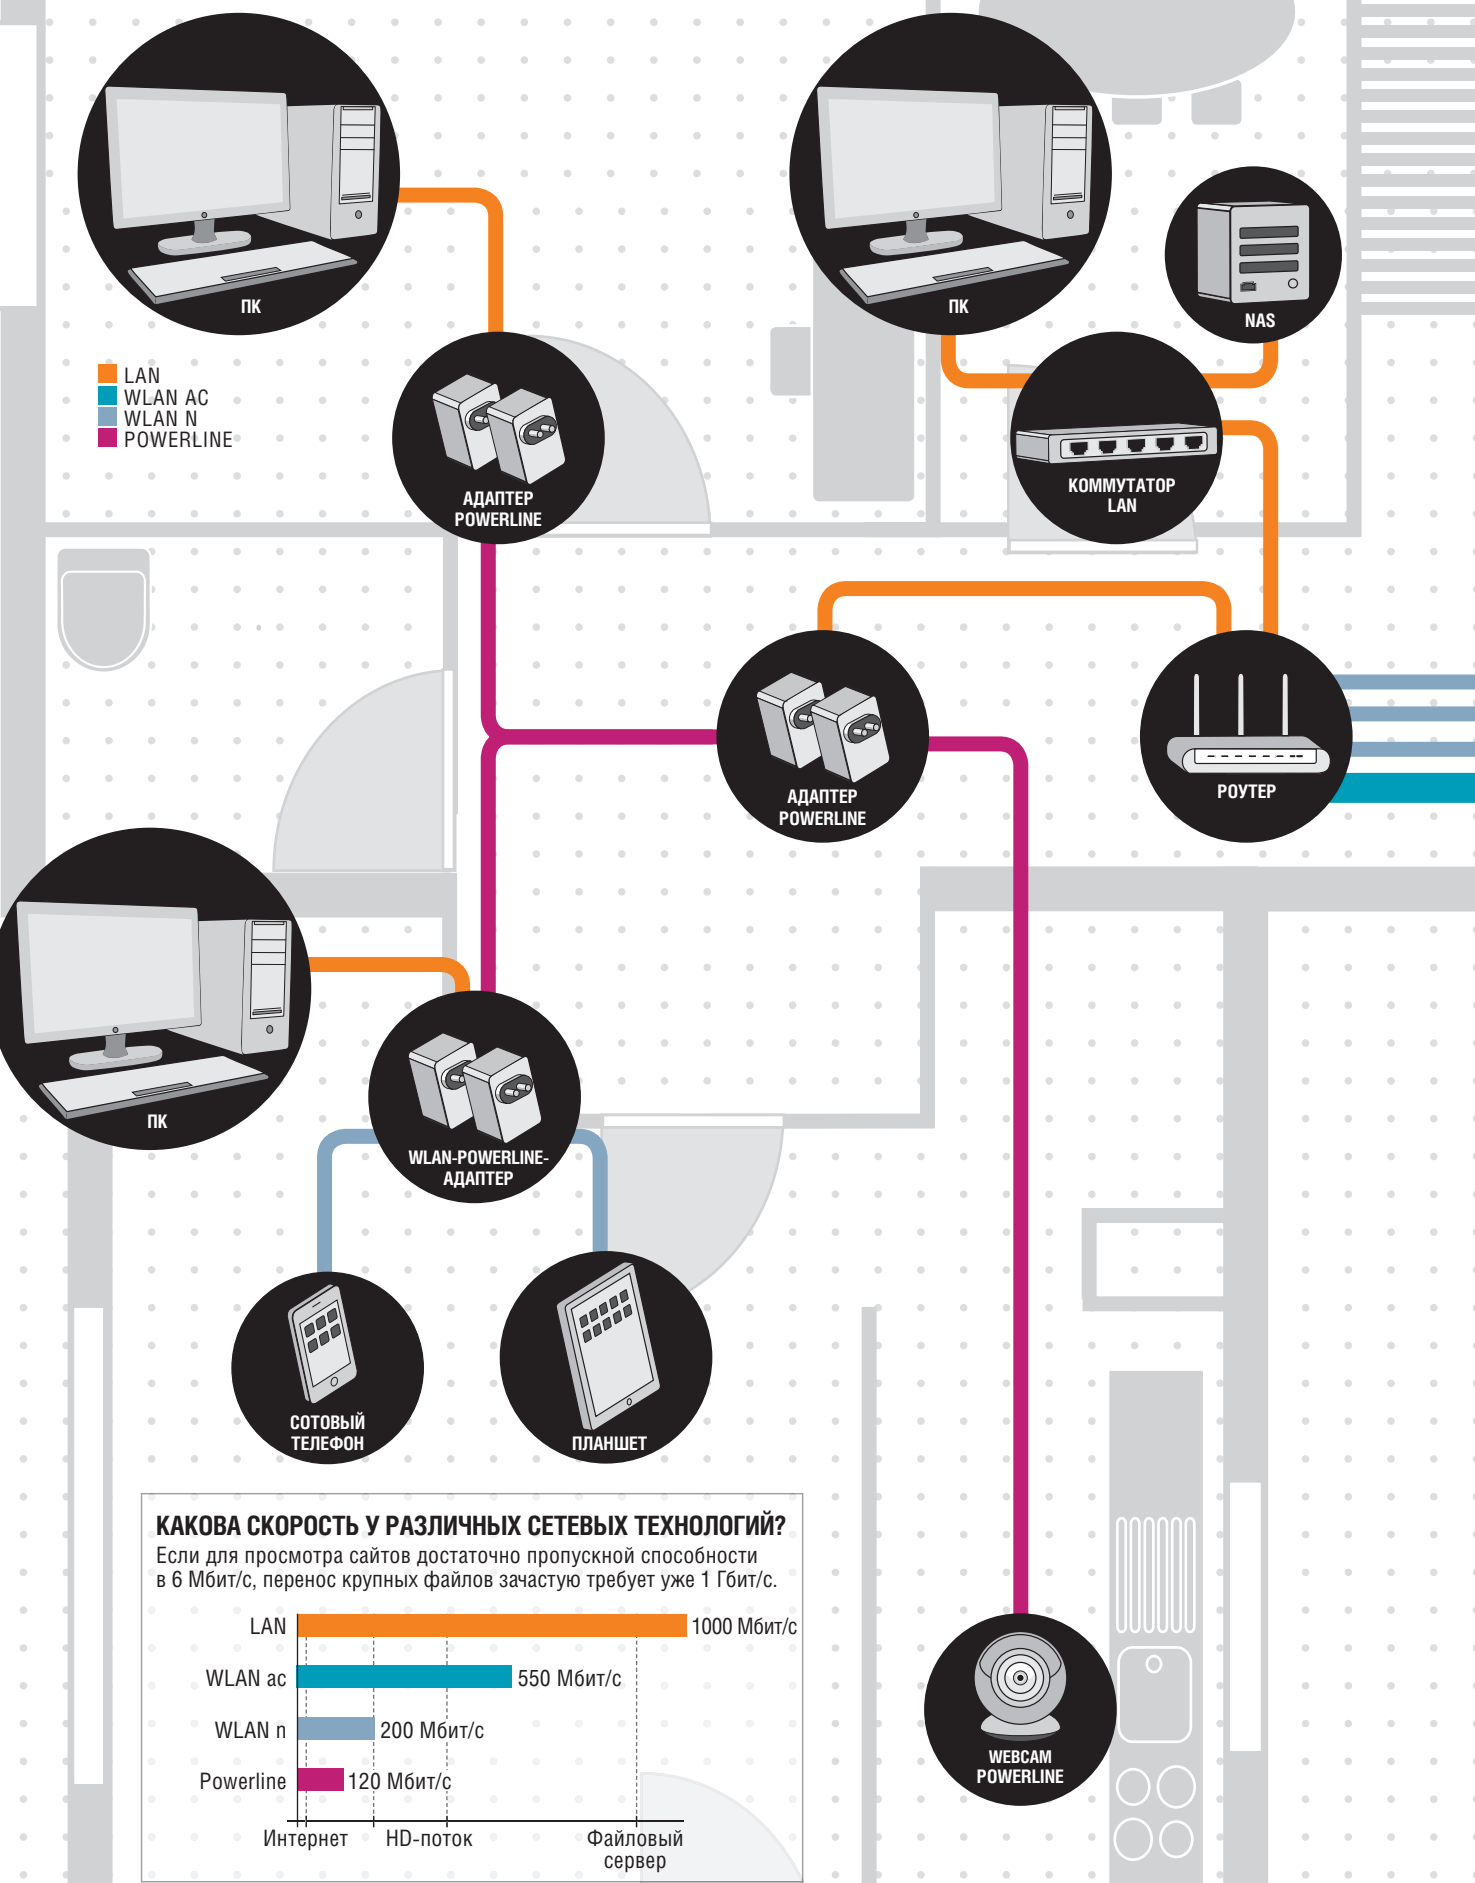 ПК
ПК
NAS
LAN
WLAN AC
WLAN N
POWERLINE
АДАПТЕР
POWERLINE
КОММУТАТОР
LAN
АДАПТЕР
POWERLINE
РОУТЕР
ПК
WLAN-POWERLINE-
АДАПТЕР
СОТОВЫЙ
ТЕЛЕФОН
ПЛАНШЕТ
КАКОВА СКОРОСТЬ У РАЗЛИЧНЫХ СЕТЕВЫХ ТЕХНОЛОГИЙ?
Если для просмотра сайтов достаточно пропускной способности
в 6 Мбит/с, перенос крупных файлов зачастую требует уже 1 Гбит/с.
LAN 1000 Мбит/с
WLAN ac 550 Мбит/с
WLAN n 200 Мбит/с
Powerline 120 Мбит/с
Интернет HD-поток Файловый
сервер
WEBCAM
POWERLINE